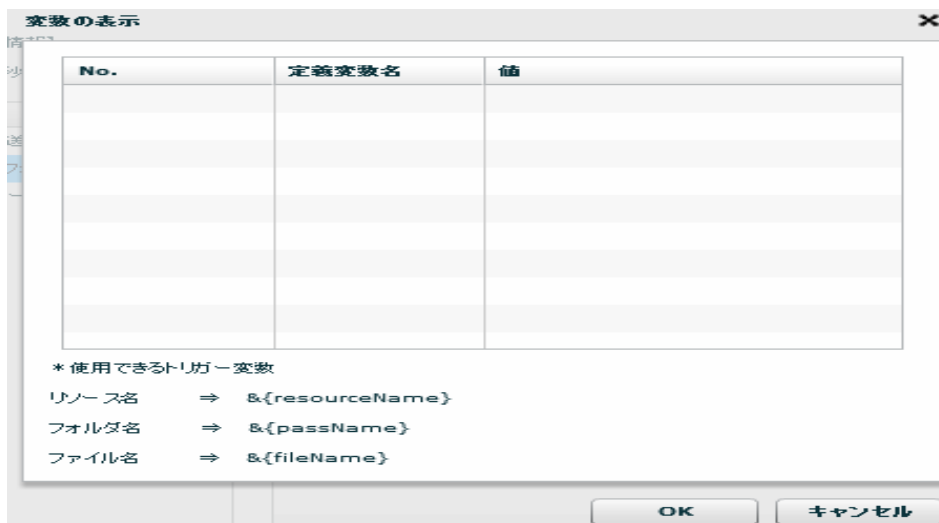 変数の表示
No. 定義変数名 値
*使用できるトリガー変数
リソース名 ⇒ &{resourceName}
フォルダ名 ⇒ &{passName}
ファイル名 ⇒ &{fileName}
OK キャンセル